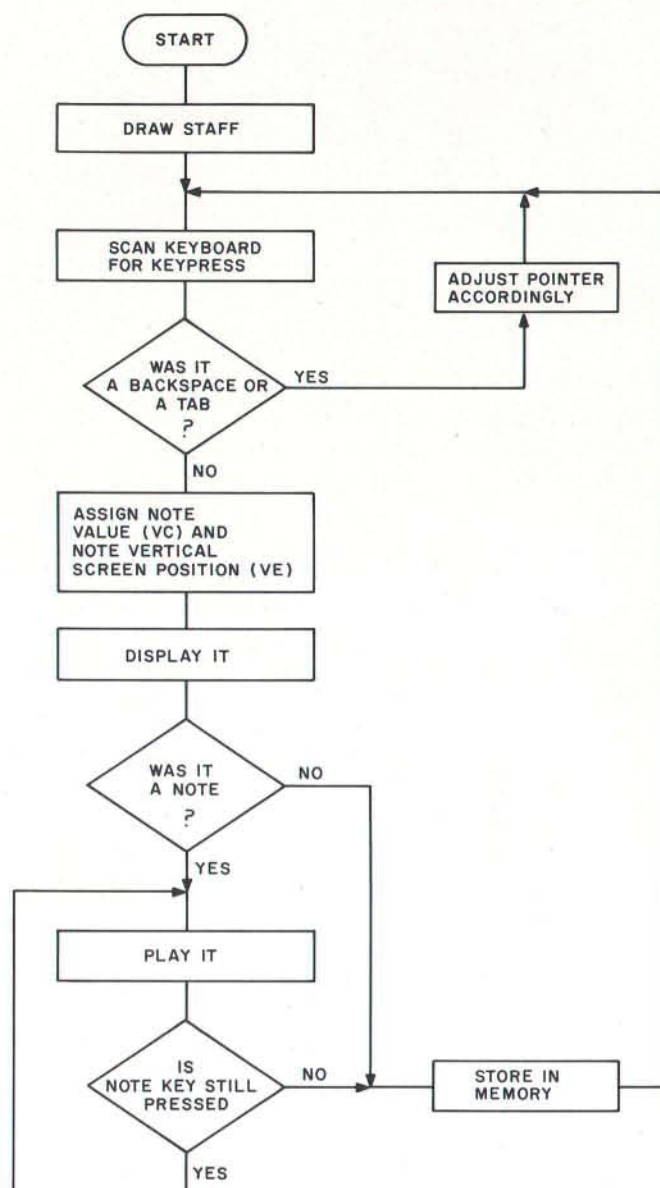 START
DRAW STAFF
SCAN KEYBOARD
FOR KEYPRESS
ADJUST POINTER
ACCORDINGLY
WAS IT
A BACKSPACE OR
A TAB
?
YES
NO
ASSIGN NOTE
VALUE (VC) AND
NOTE VERTICAL
SCREEN POSITION (VE)
DISPLAY IT
WAS IT
A NOTE
?
NO
YES
PLAY IT
IS
NOTE KEY STILL
PRESSED
NO
STORE IN
MEMORY
YES